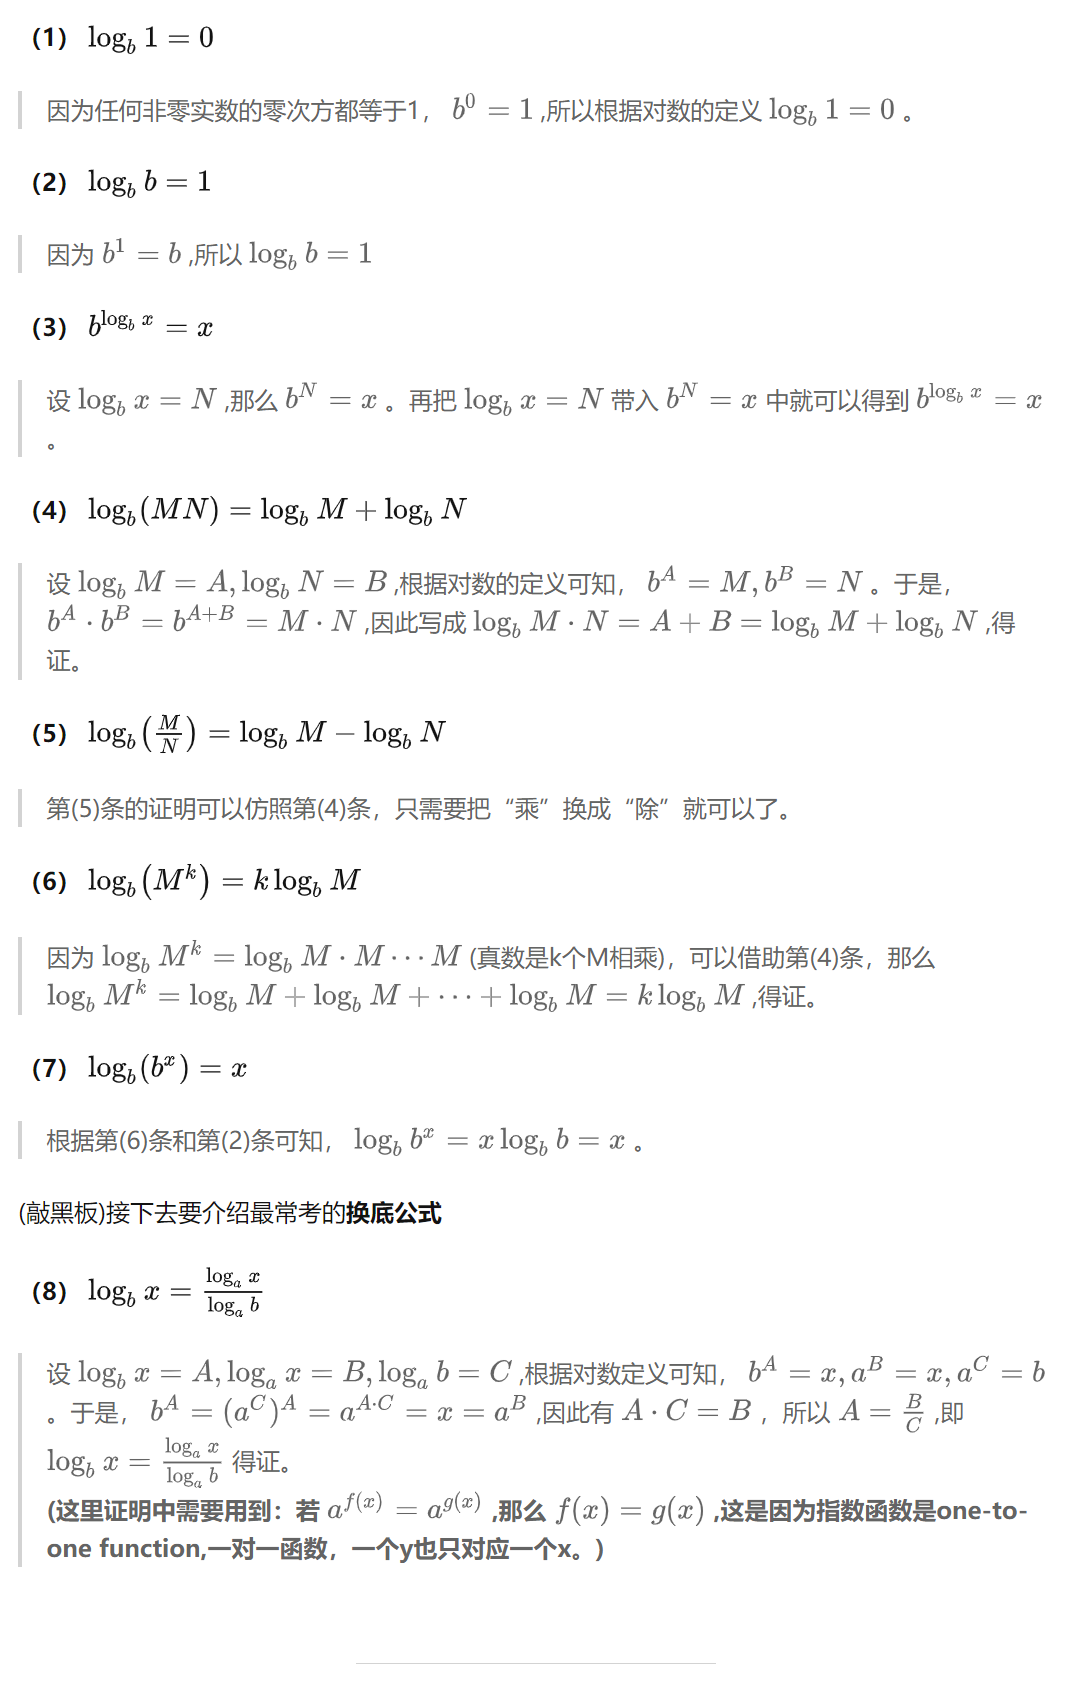 (1) $\log_b 1 = 0$
因为任何非零实数的零次方都等于1， $b^0 = 1$ ,所以根据对数的定义 $\log_b 1 = 0$ 。
(2) $\log_b b = 1$
因为 $b^1 = b$ ,所以 $\log_b b = 1$
(3) $b^{\log_b x} = x$
设 $\log_b x = N$ ,那么 $b^N = x$ 。再把 $\log_b x = N$ 带入 $b^N = x$ 中就可以得到 $b^{\log_b x} = x$
。
(4) $\log_b(MN) = \log_b M + \log_b N$
设 $\log_b M = A, \log_b N = B$ ,根据对数的定义可知， $b^A = M, b^B = N$ 。于是，
$b^A \cdot b^B = b^{A+B} = M \cdot N$ ,因此写成 $\log_b M \cdot N = A + B = \log_b M + \log_b N$ ,得
证。
(5) $\log_b(\frac{M}{N}) = \log_b M - \log_b N$
第(5)条的证明可以仿照第(4)条，只需要把“乘”换成“除”就可以了。
(6) $\log_b(M^k) = k \log_b M$
因为 $\log_b M^k = \log_b M \cdot M \cdots M$ (真数是k个M相乘)，可以借助第(4)条，那么
$\log_b M^k = \log_b M + \log_b M + \cdots + \log_b M = k \log_b M$ ,得证。
(7) $\log_b(b^x) = x$
根据第(6)条和第(2)条可知， $\log_b b^x = x \log_b b = x$ 。
(敲黑板)接下去要介绍最常考的换底公式
(8) $\log_b x = \frac{\log_a x}{\log_a b}$
设 $\log_b x = A, \log_a x = B, \log_a b = C$ ,根据对数定义可知， $b^A = x, a^B = x, a^C = b$
。于是， $b^A = (a^C)^A = a^{A \cdot C} = x = a^B$ ,因此有 $A \cdot C = B$ ，所以 $A = \frac{B}{C}$ ,即
$\log_b x = \frac{\log_a x}{\log_a b}$ 得证。
(这里证明中需要用到：若 $a^{f(x)} = a^{g(x)}$ ,那么 $f(x) = g(x)$ ,这是因为指数函数是one-to-
one function,一对一函数，一个y也只对应一个x。)